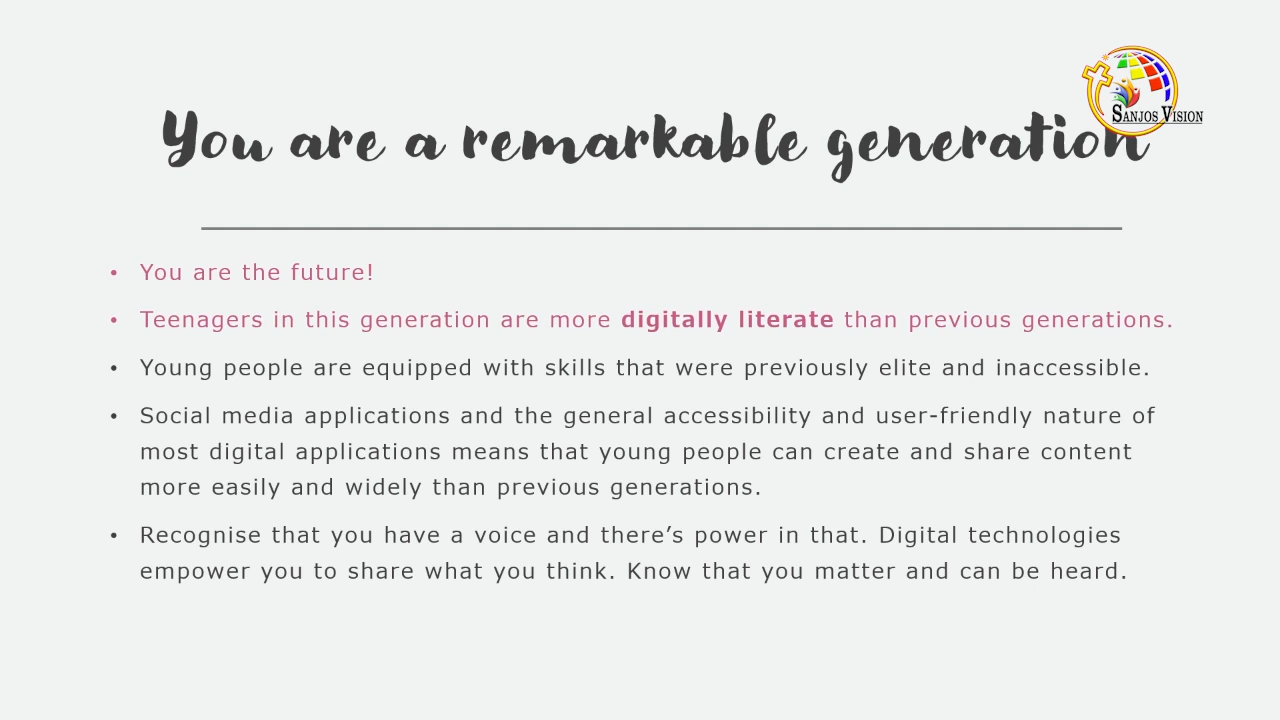 SANJOS VISION
You are a remarkable generation
• You are the future!
• Teenagers in this generation are more digitally literate than previous generations.
• Young people are equipped with skills that were previously elite and inaccessible.
• Social media applications and the general accessibility and user-friendly nature of
most digital applications means that young people can create and share content
more easily and widely than previous generations.
• Recognise that you have a voice and there’s power in that. Digital technologies
empower you to share what you think. Know that you matter and can be heard.